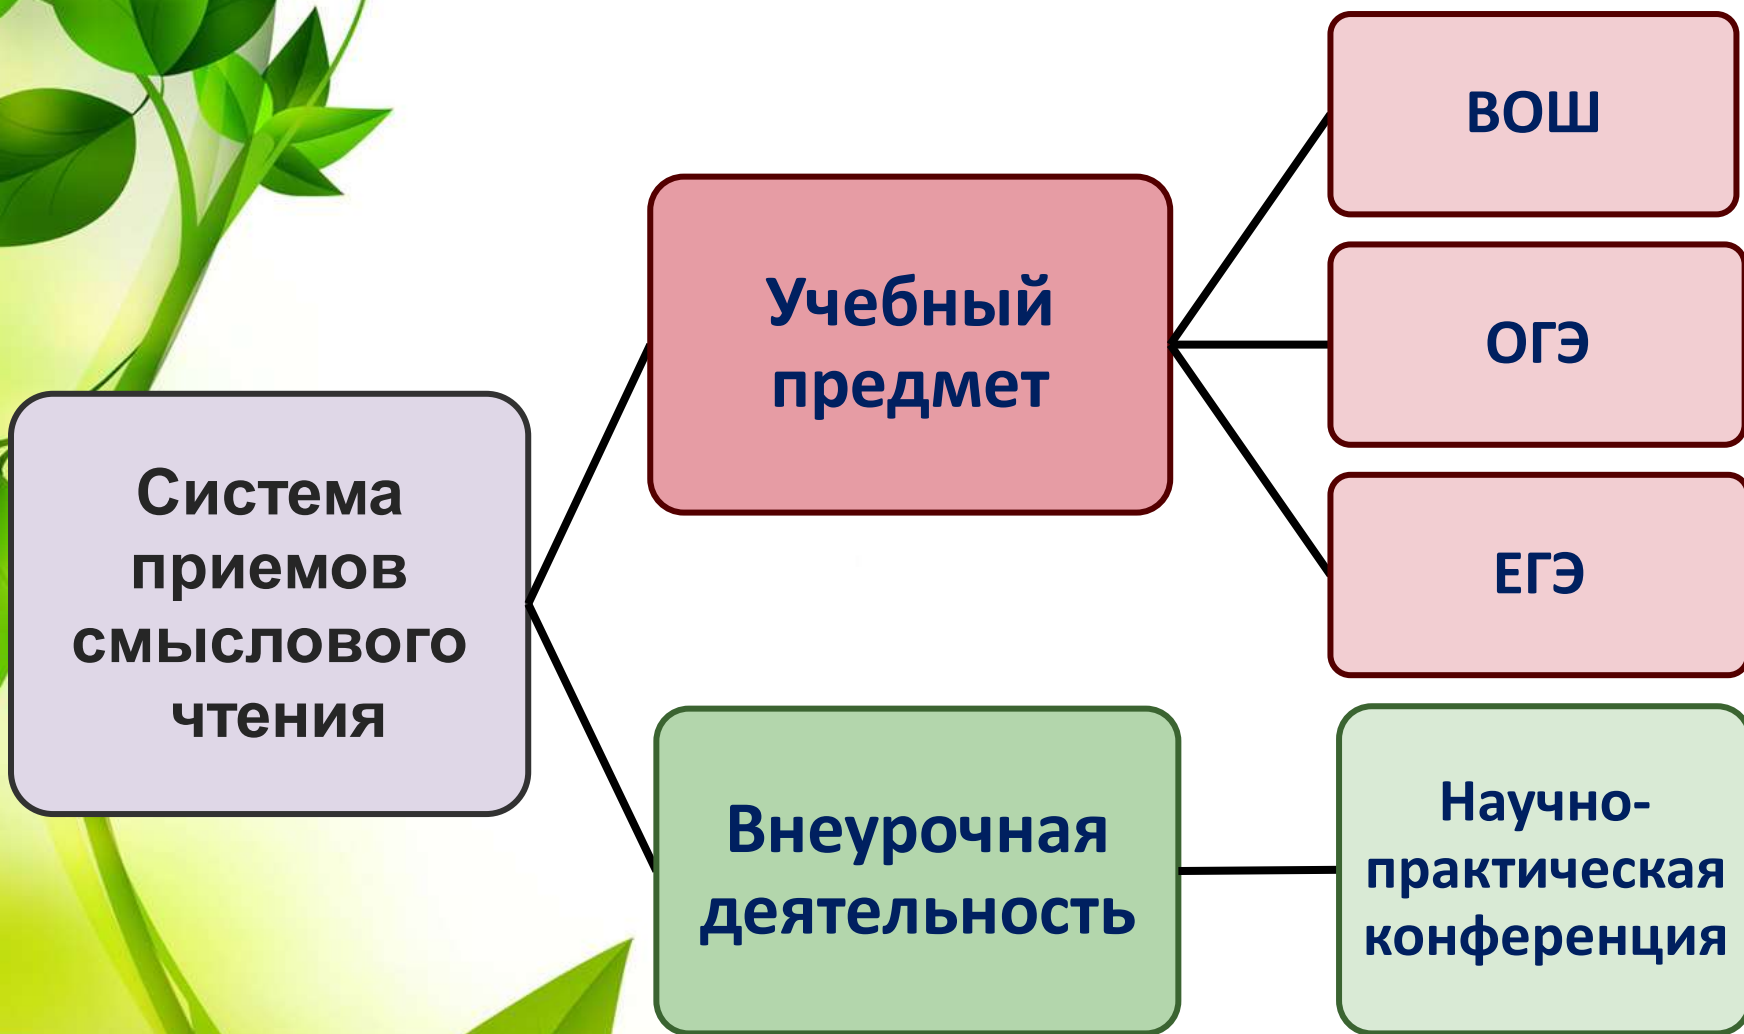 Система
приемов
смыслового
чтения
Учебный
предмет
ВОШ
ОГЭ
ЕГЭ
Внеурочная
деятельность
Научно-
практическая
конференция